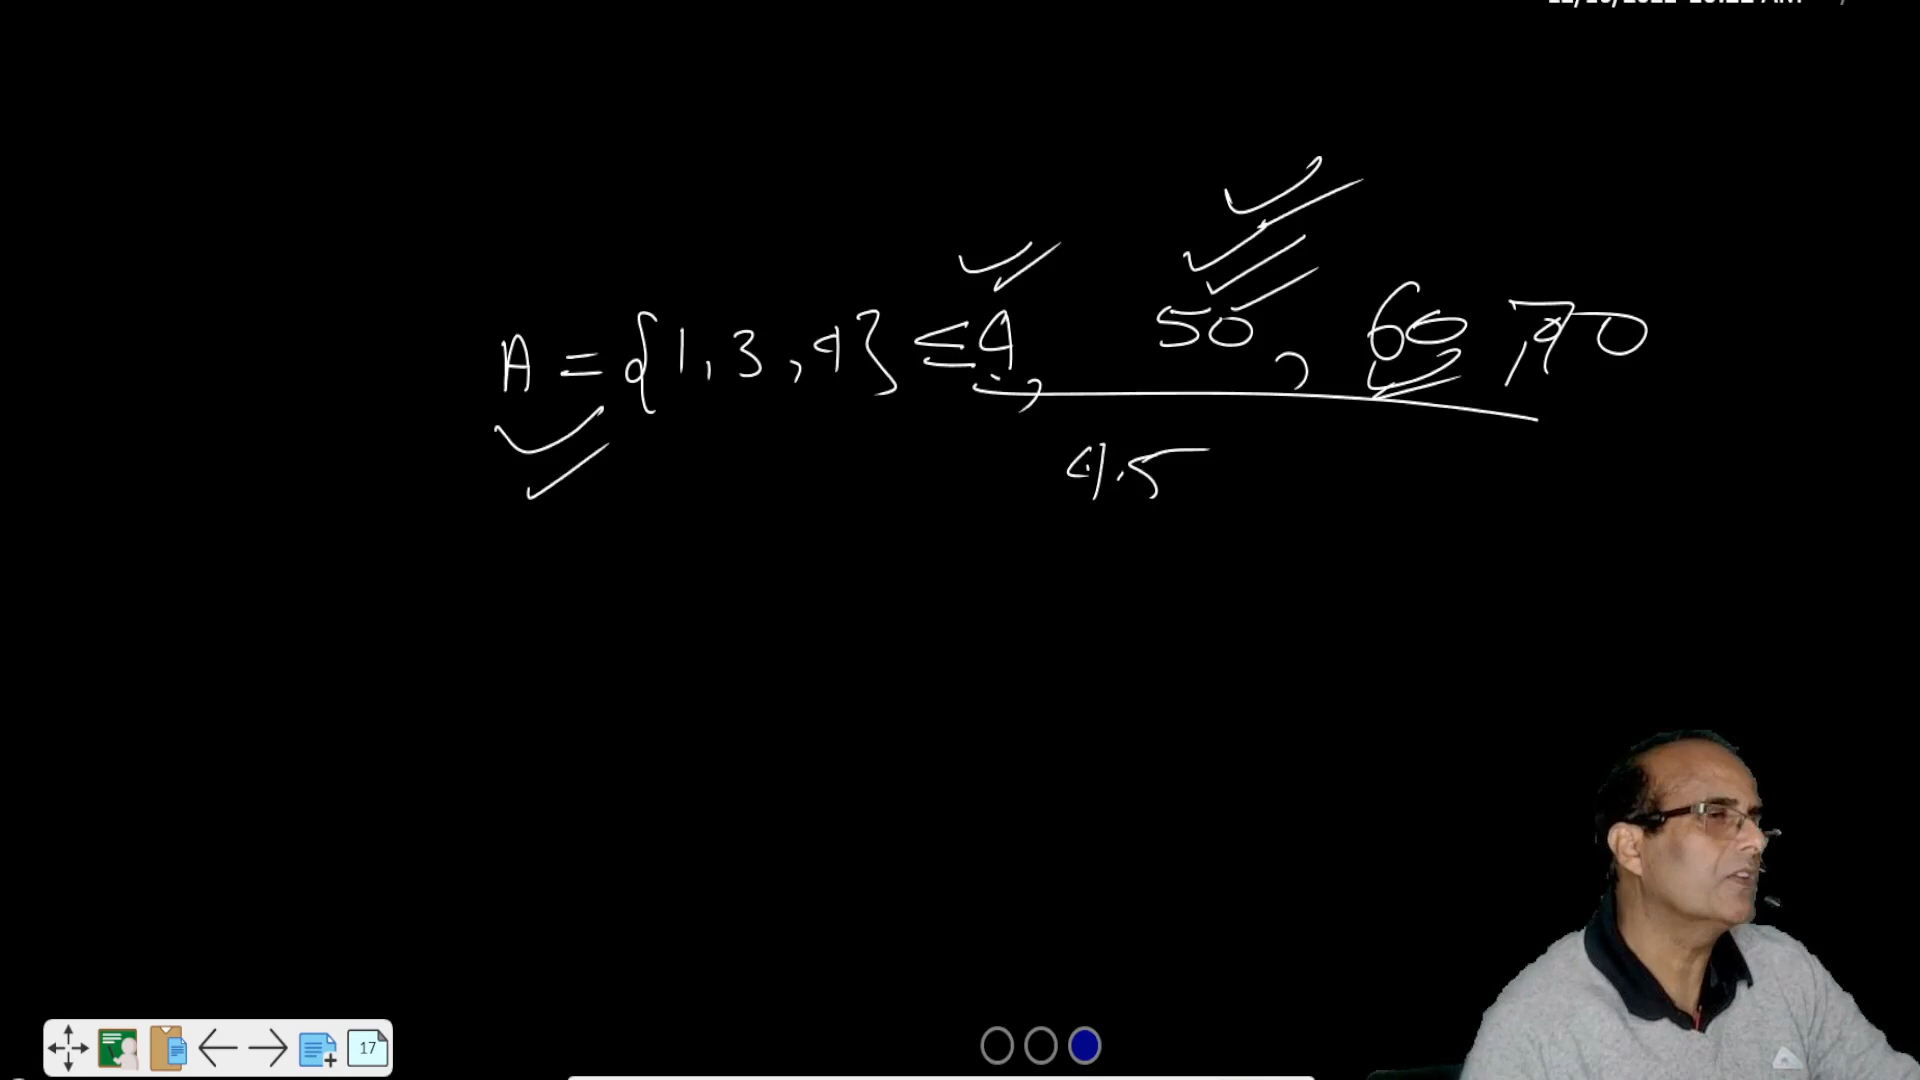 A = {1, 3, 4} ≤ 4, 50, 60, 70
4.5
17